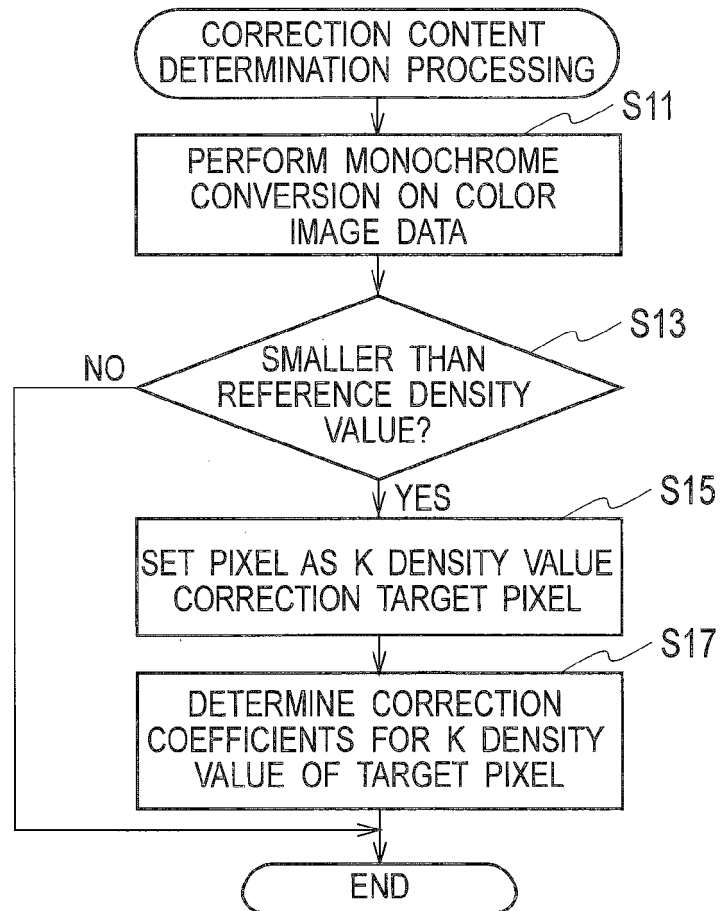 CORRECTION CONTENT
DETERMINATION PROCESSING
S11
PERFORM MONOCHROME
CONVERSION ON COLOR
IMAGE DATA
S13
NO
SMALLER THAN
REFERENCE DENSITY
VALUE?
YES
S15
SET PIXEL AS K DENSITY VALUE
CORRECTION TARGET PIXEL
S17
DETERMINE CORRECTION
COEFFICIENTS FOR K DENSITY
VALUE OF TARGET PIXEL
END